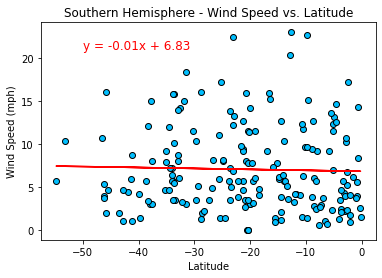 Southern Hemisphere - Wind Speed vs. Latitude
y = -0.01x + 6.83
Wind Speed (mph)
20
15
10
5
0
−50
−40
−30
−20
−10
0
Latitude